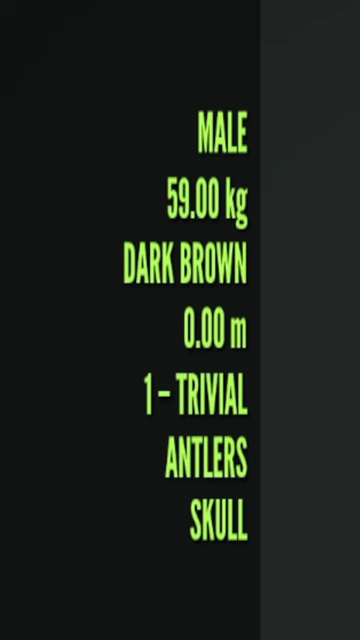 MALE
59.00 kg
DARK BROWN
0.00 m
1 – TRIVIAL
ANTLERS
SKULL